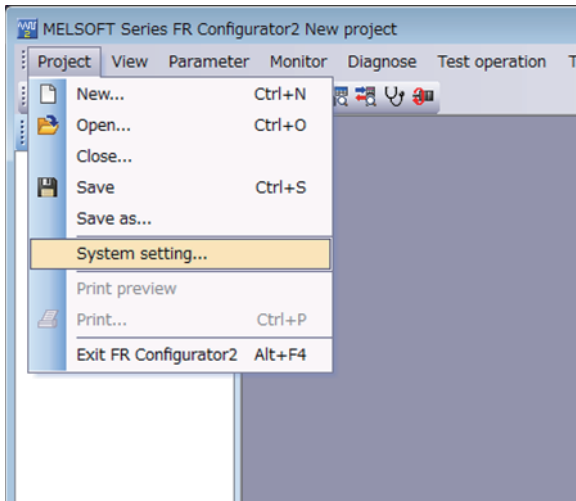 MELSOFT Series FR Configurator2 New project
Project View Parameter Monitor Diagnose Test operation T
New... Ctrl+N
Open... Ctrl+O
Close...
Save Ctrl+S
Save as...
System setting...
Print preview
Print... Ctrl+P
Exit FR Configurator2 Alt+F4